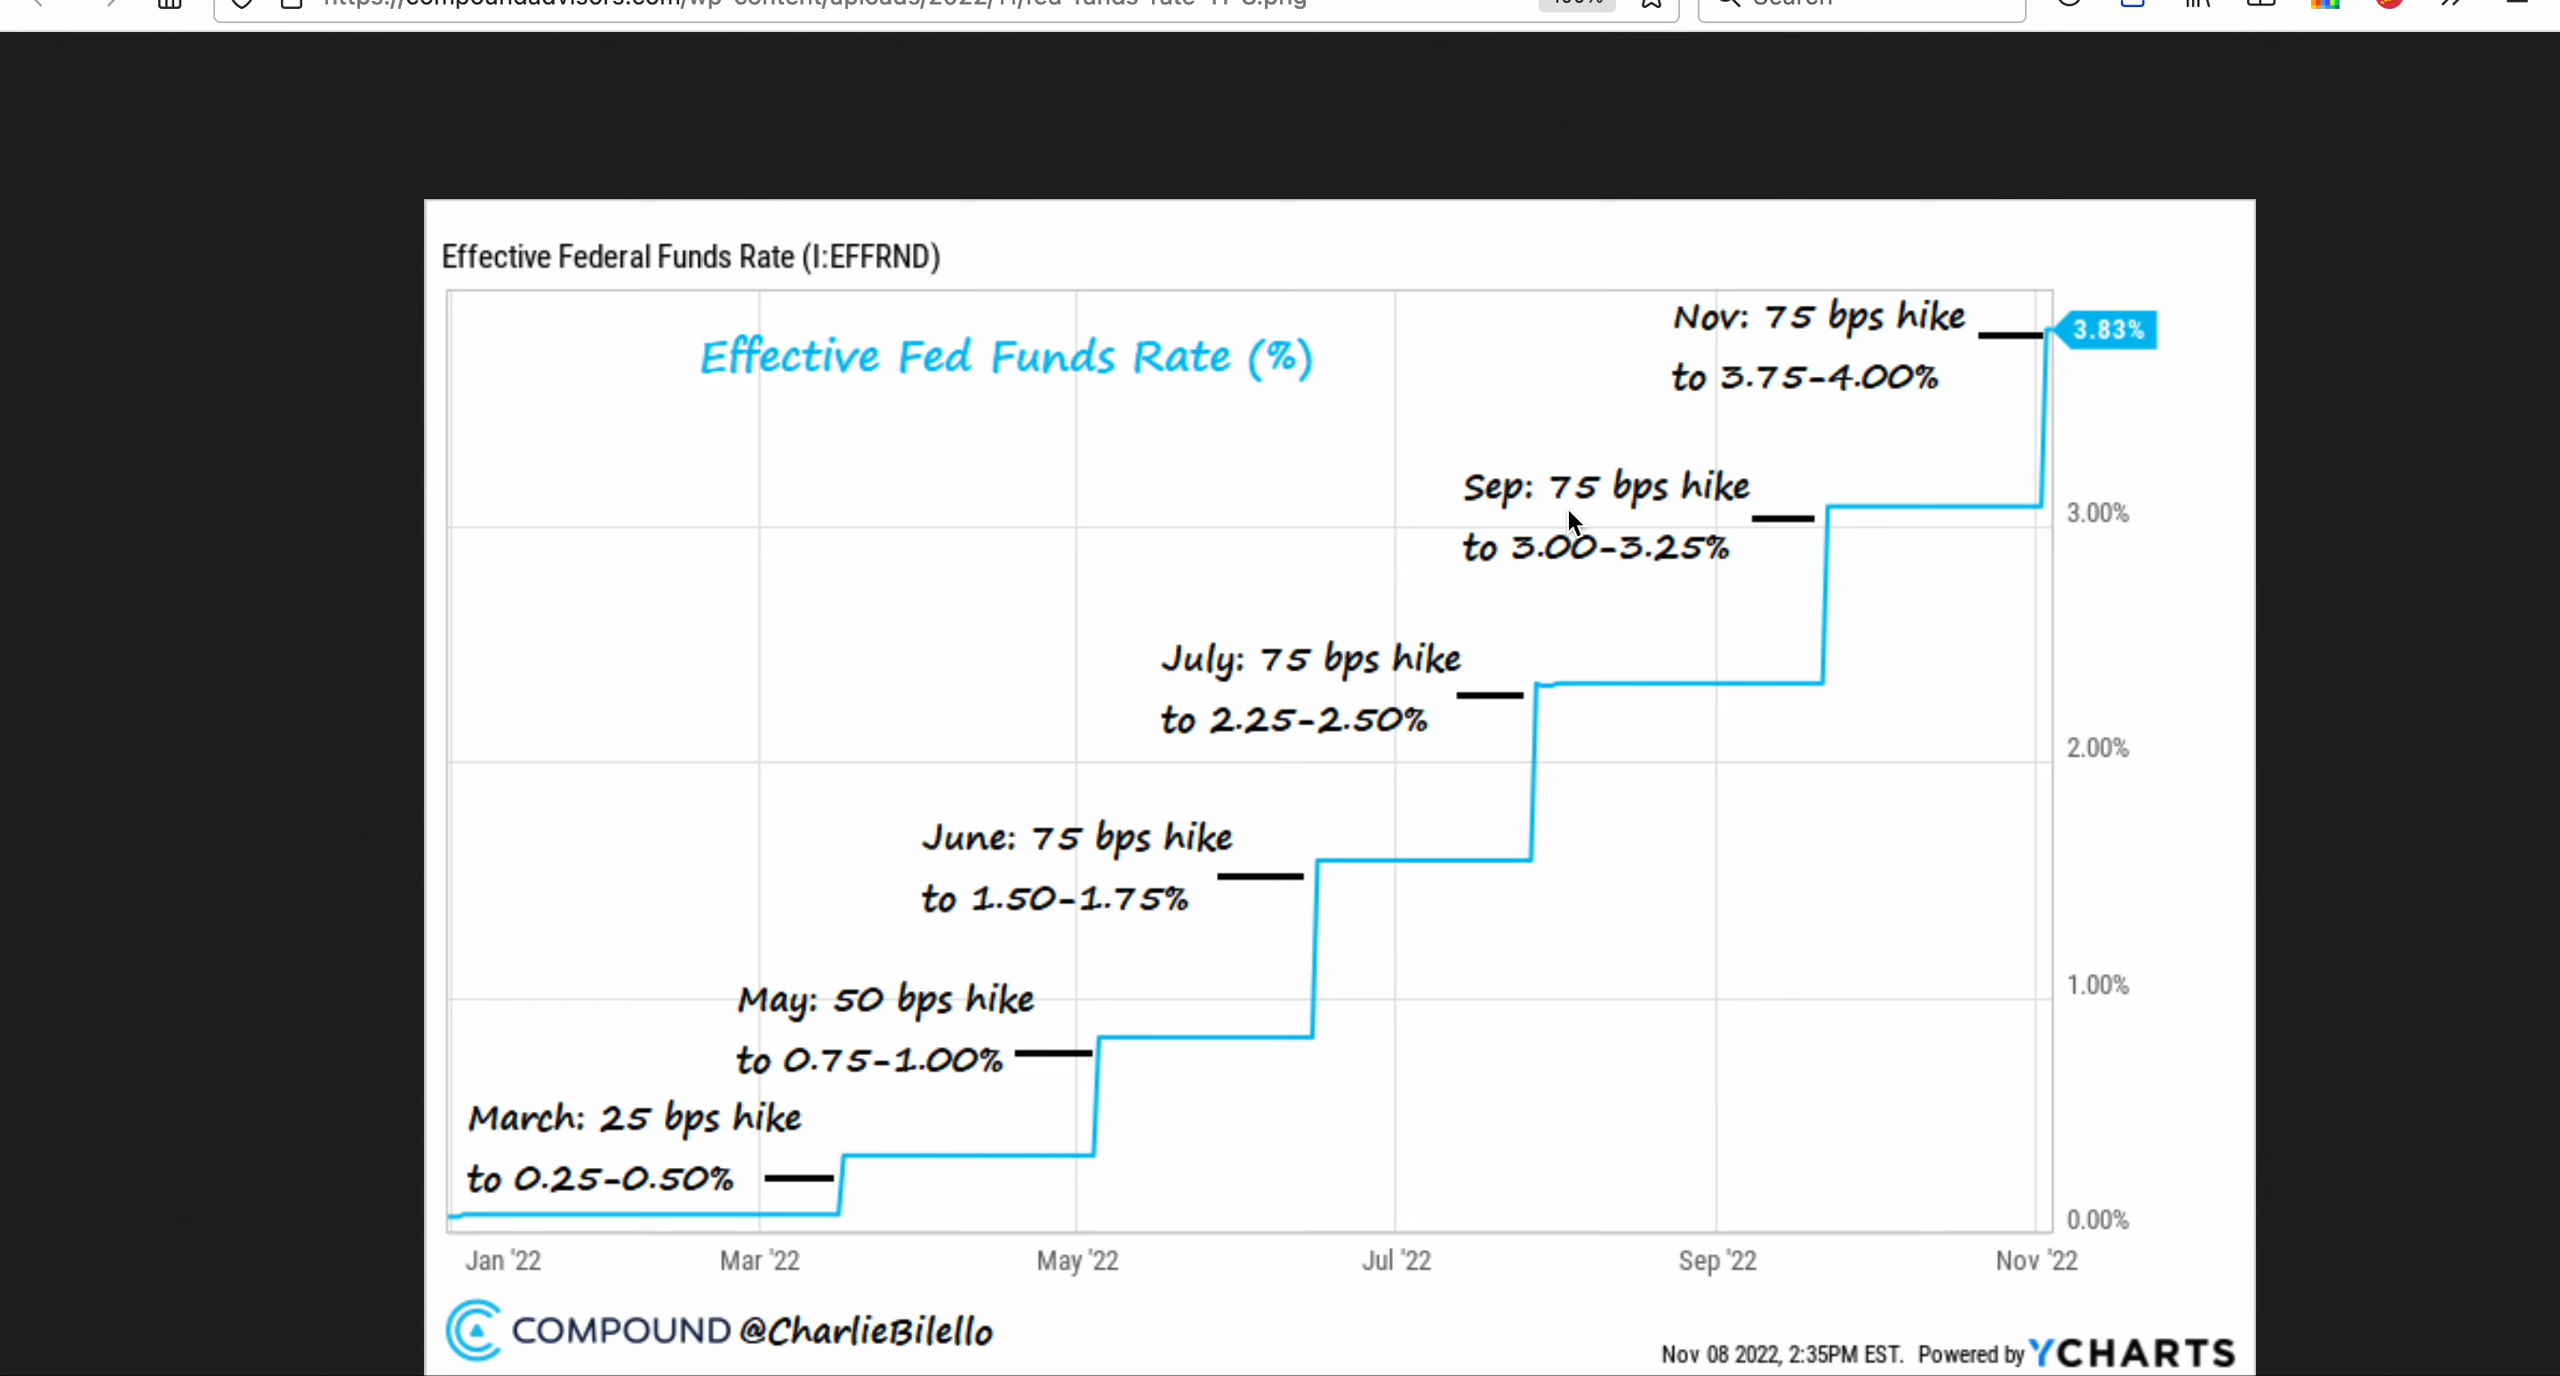 Effective Federal Funds Rate (I:EFFRND)
Effective Fed Funds Rate (%)
Nov: 75 bps hike
to 3.75-4.00%
3.83%
Sep: 75 bps hike
to 3.00-3.25%
3.00%
July: 75 bps hike
to 2.25-2.50%
2.00%
June: 75 bps hike
to 1.50-1.75%
May: 50 bps hike
to 0.75-1.00%
1.00%
March: 25 bps hike
to 0.25-0.50%
0.00%
Jan '22 Mar '22 May '22 Jul '22 Sep '22 Nov '22
COMPOUND @CharlieBilello
Nov 08 2022, 2:35PM EST. Powered by YCHARTS